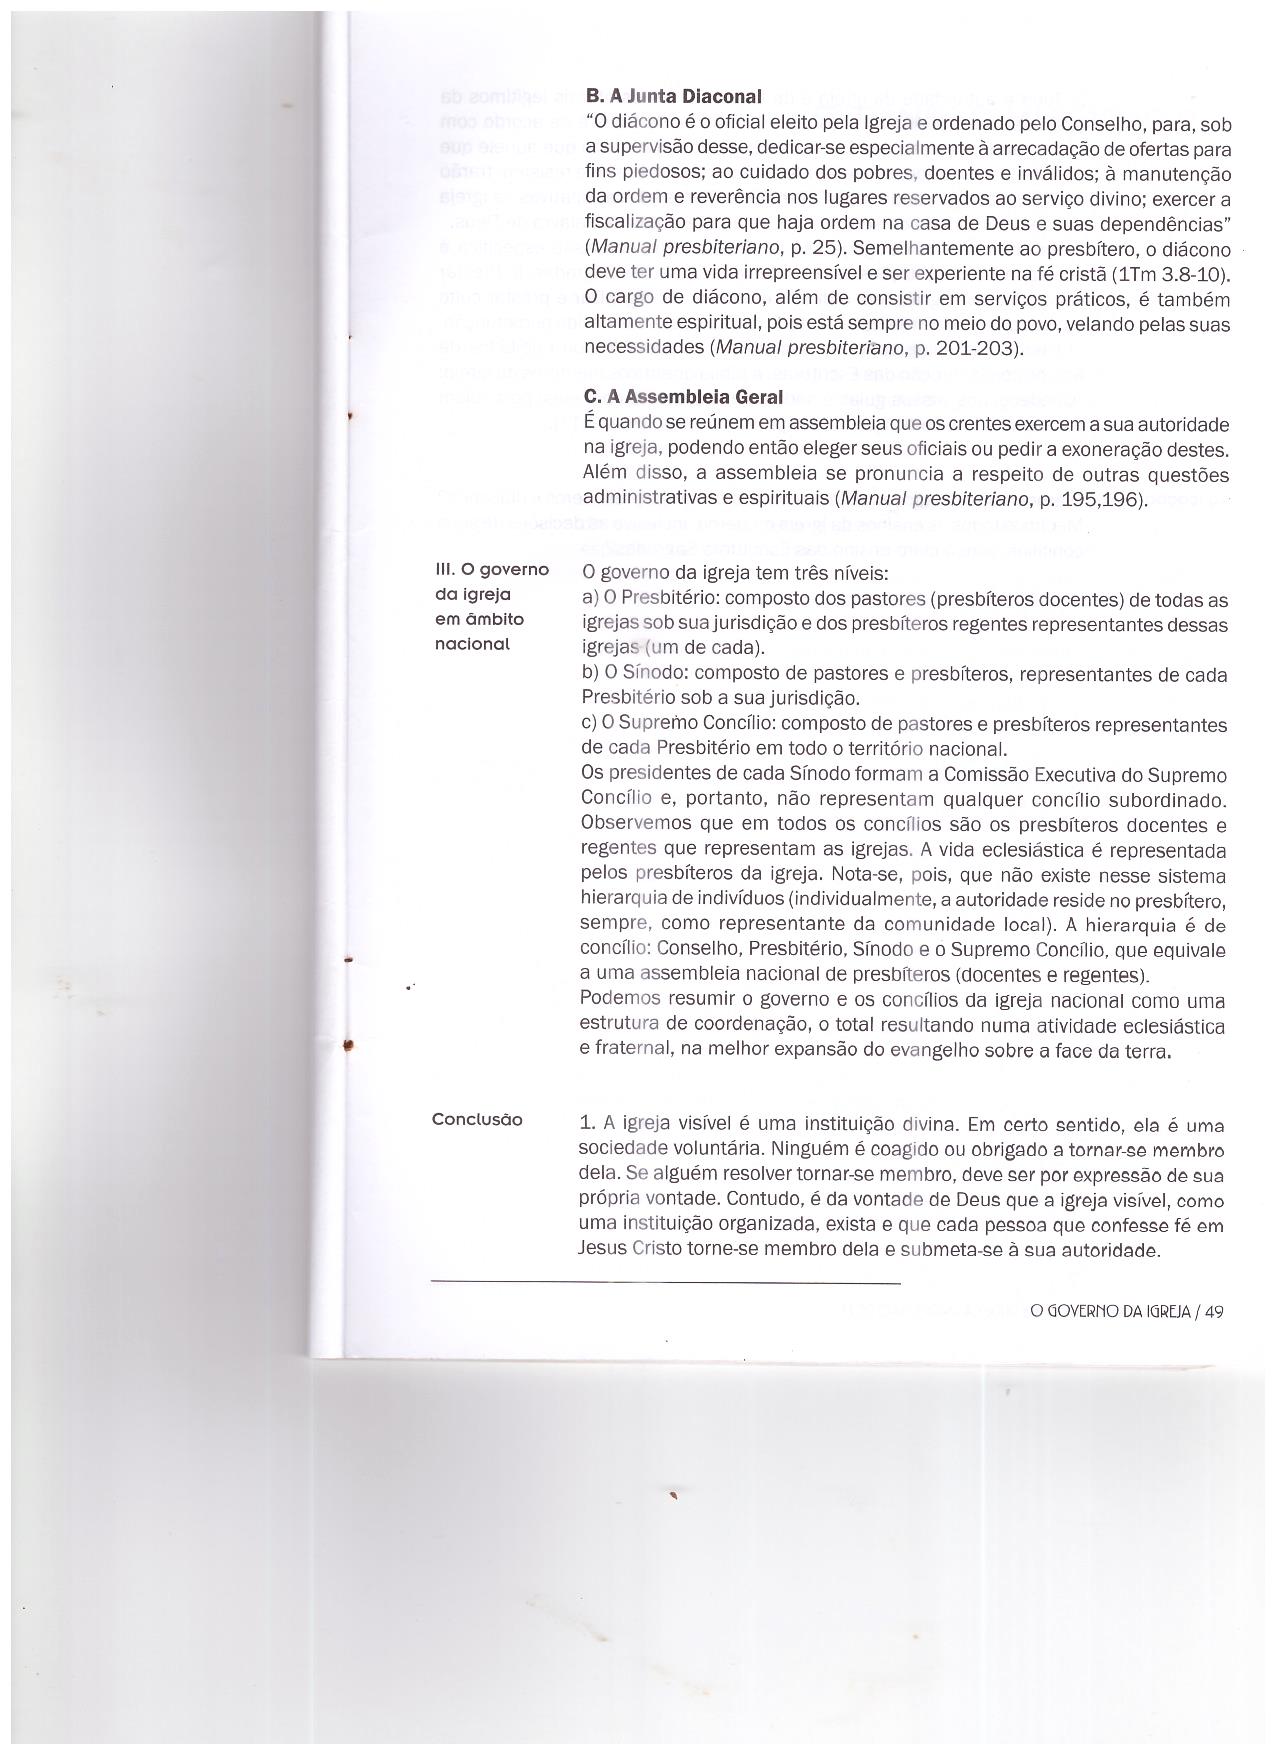 B. A Junta Diaconal
“O diácono é o oficial eleito pela Igreja e ordenado pelo Conselho, para, sob
a supervisão desse, dedicar-se especialmente à arrecadação de ofertas para
fins piedosos; ao cuidado dos pobres, doentes e inválidos; à manutenção
da ordem e reverência nos lugares reservados ao serviço divino; exercer a
fiscalização para que haja ordem na casa de Deus e suas dependências”
(Manual presbiteriano, p. 25). Semelhantemente ao presbítero, o diácono
deve ter uma vida irrepreensível e ser experiente na fé cristã (1Tm 3.8-10).
O cargo de diácono, além de consistir em serviços práticos, é também
altamente espiritual, pois está sempre no meio do povo, velando pelas suas
necessidades (Manual presbiteriano, p. 201-203).
C. A Assembleia Geral
É quando se reúnem em assembleia que os crentes exercem a sua autoridade
na igreja, podendo então eleger seus oficiais ou pedir a exoneração destes.
Além disso, a assembleia se pronuncia a respeito de outras questões
administrativas e espirituais (Manual presbiteriano, p. 195,196).
III. O governo
da igreja
em âmbito
nacional
O governo da igreja tem três níveis:
a) O Presbitério: composto dos pastores (presbíteros docentes) de todas as
igrejas sob sua jurisdição e dos presbíteros regentes representantes dessas
igrejas (um de cada).
b) O Sínodo: composto de pastores e presbíteros, representantes de cada
Presbitério sob a sua jurisdição.
c) O Supremo Concílio: composto de pastores e presbíteros representantes
de cada Presbitério em todo o território nacional.
Os presidentes de cada Sínodo formam a Comissão Executiva do Supremo
Concílio e, portanto, não representam qualquer concílio subordinado.
Observemos que em todos os concílios são os presbíteros docentes e
regentes que representam as igrejas. A vida eclesiástica é representada
pelos presbíteros da igreja. Nota-se, pois, que não existe nesse sistema
hierarquia de indivíduos (individualmente, a autoridade reside no presbítero,
sempre, como representante da comunidade local). A hierarquia é de
concílio: Conselho, Presbitério, Sínodo e o Supremo Concílio, que equivale
a uma assembleia nacional de presbíteros (docentes e regentes).
Podemos resumir o governo e os concílios da igreja nacional como uma
estrutura de coordenação, o total resultando numa atividade eclesiástica
e fraternal, na melhor expansão do evangelho sobre a face da terra.
Conclusão
1. A igreja visível é uma instituição divina. Em certo sentido, ela é uma
sociedade voluntária. Ninguém é coagido ou obrigado a tornar-se membro
dela. Se alguém resolver tornar-se membro, deve ser por expressão de sua
própria vontade. Contudo, é da vontade de Deus que a igreja visível, como
uma instituição organizada, exista e que cada pessoa que confesse fé em
Jesus Cristo torne-se membro dela e submeta-se à sua autoridade.
O GOVERNO DA IGREJA / 49